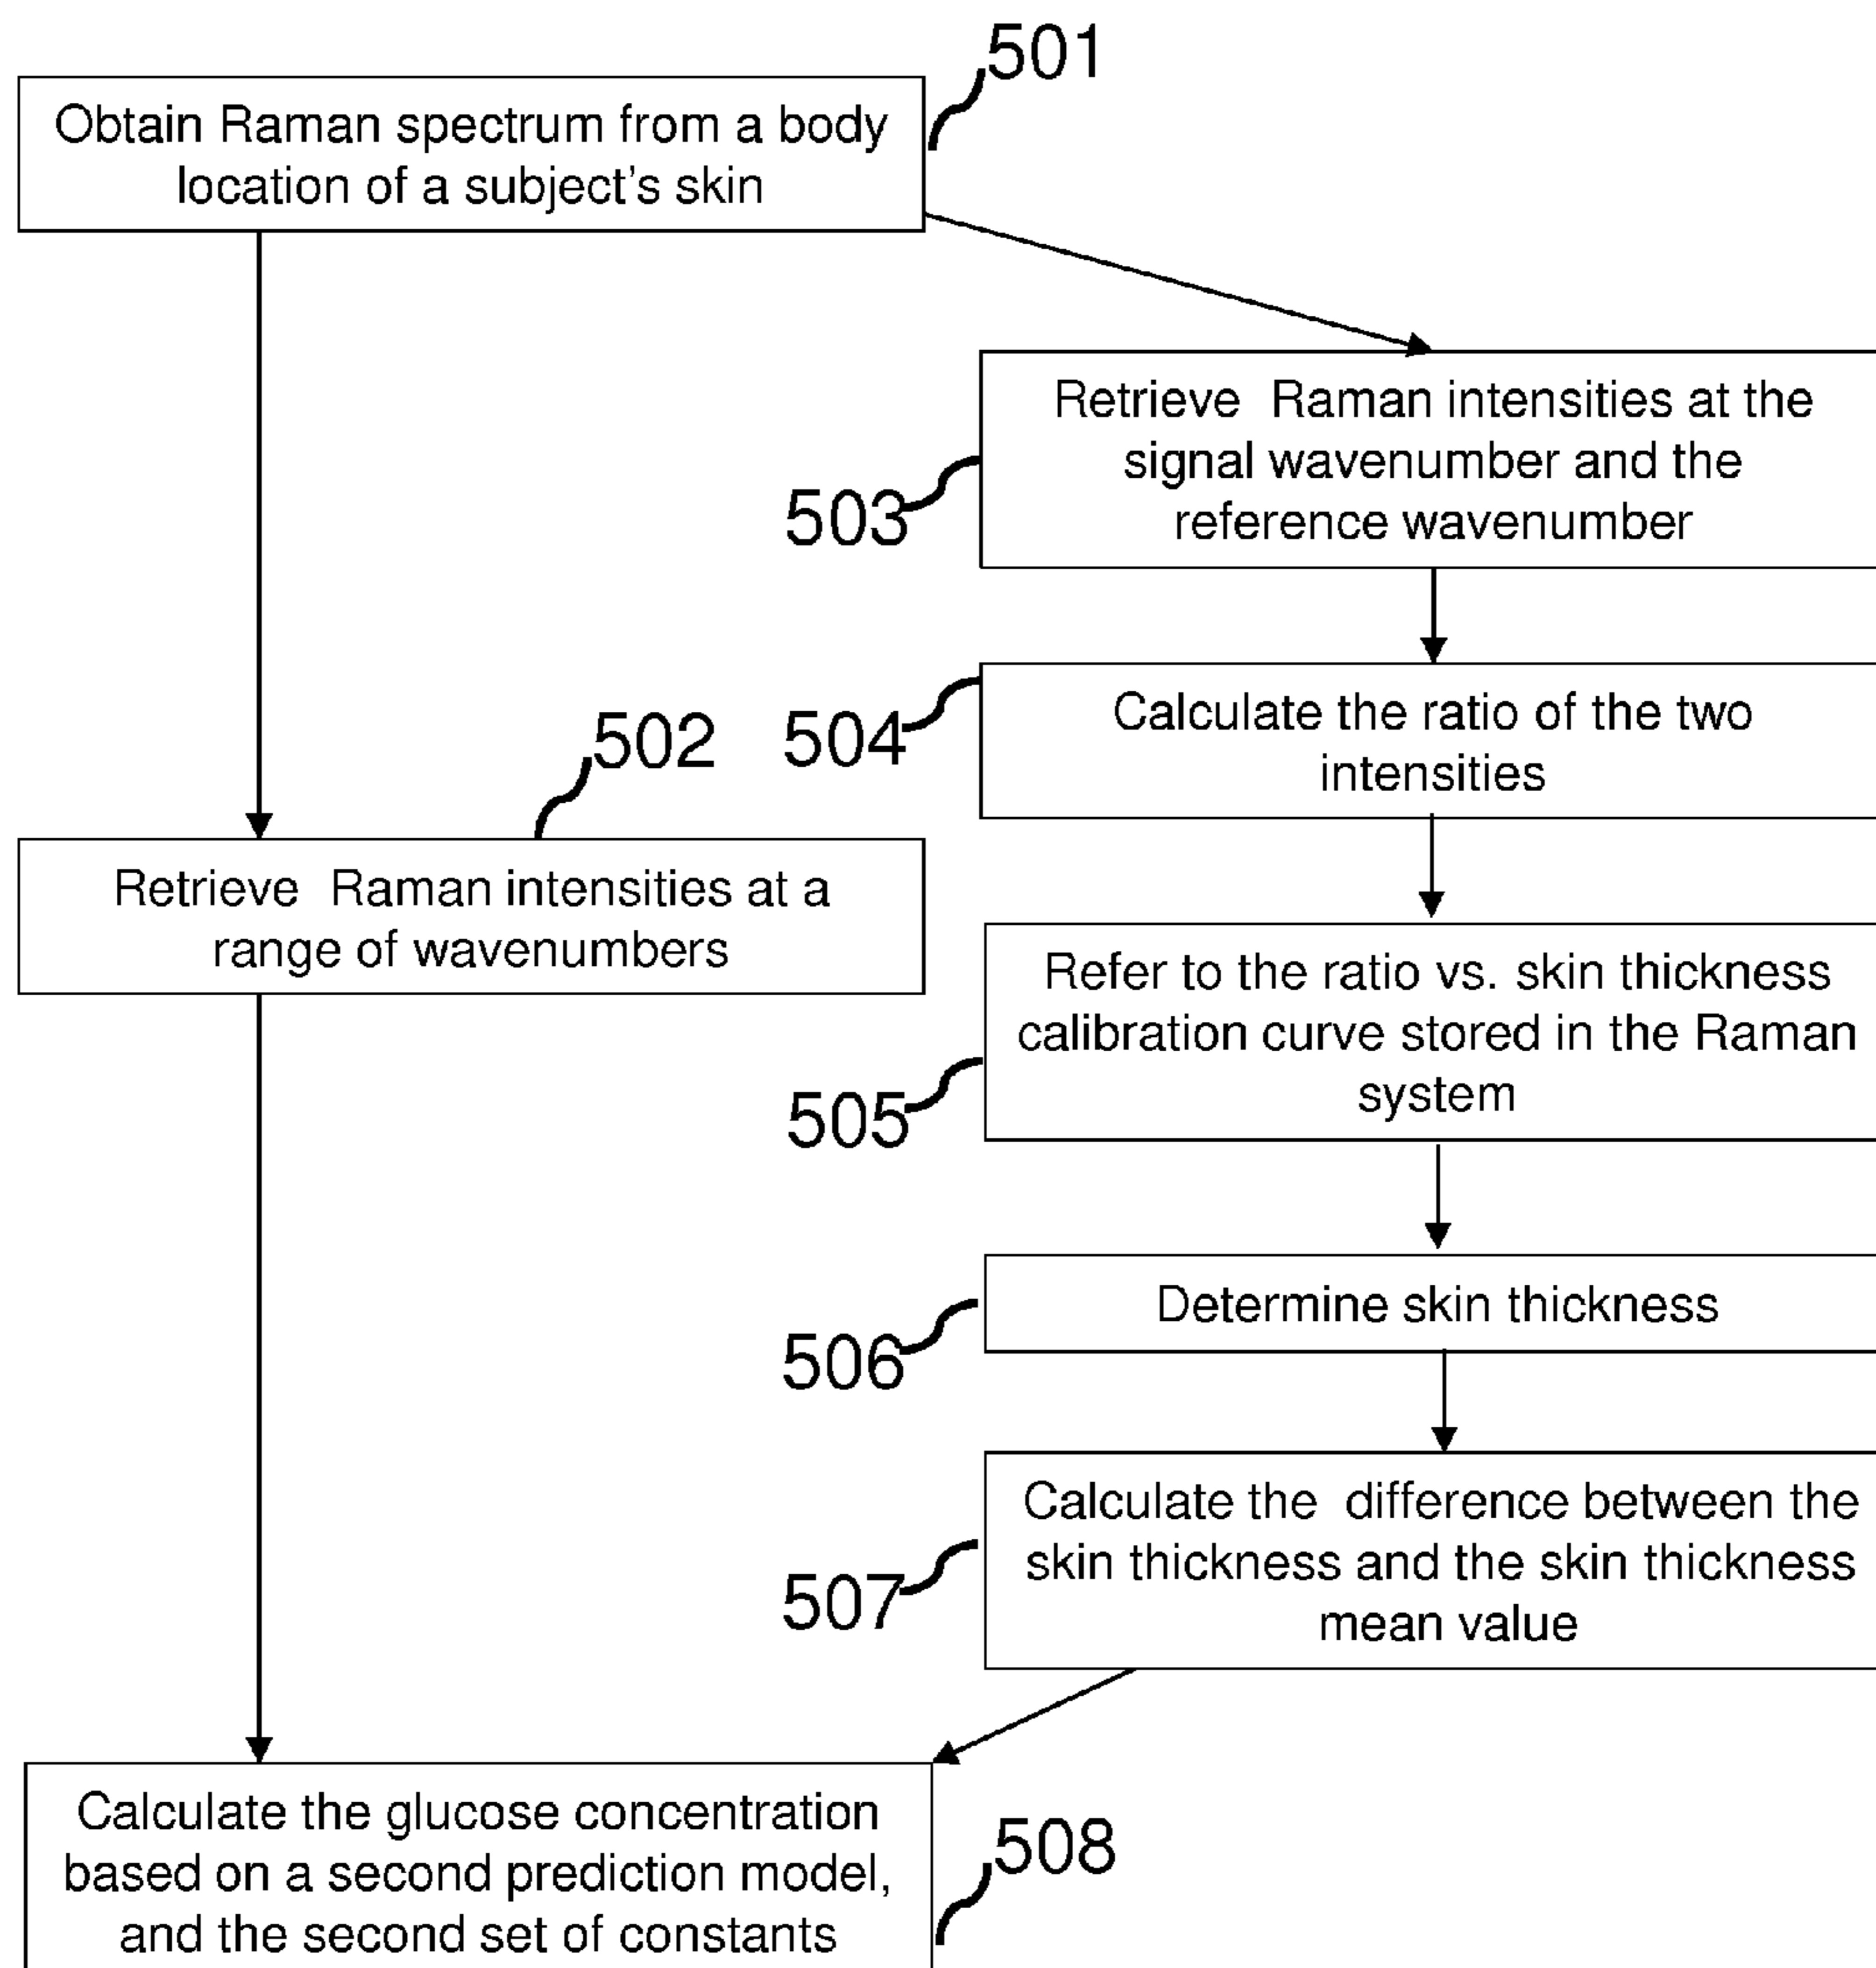 501
Obtain Raman spectrum from a body
location of a subject's skin
Retrieve Raman intensities at the
signal wavenumber and the
reference wavenumber
503
504
Calculate the ratio of the two
intensities
502
Retrieve Raman intensities at a
range of wavenumbers
Refer to the ratio vs. skin thickness
calibration curve stored in the Raman
system
505
Determine skin thickness
506
Calculate the difference between the
skin thickness and the skin thickness
mean value
507
Calculate the glucose concentration
based on a second prediction model,
and the second set of constants
508